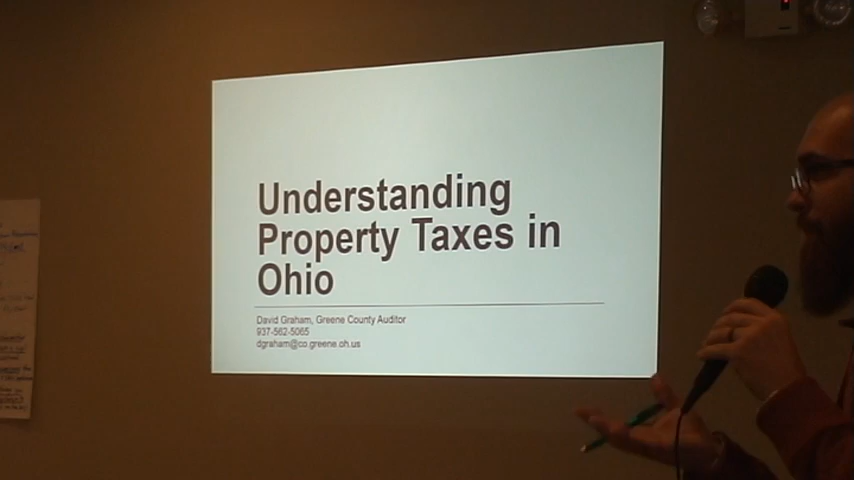 Understanding
Property Taxes in
Ohio
David Graham, Greene County Auditor
937-562-5065
dgraham@co.greene.oh.us